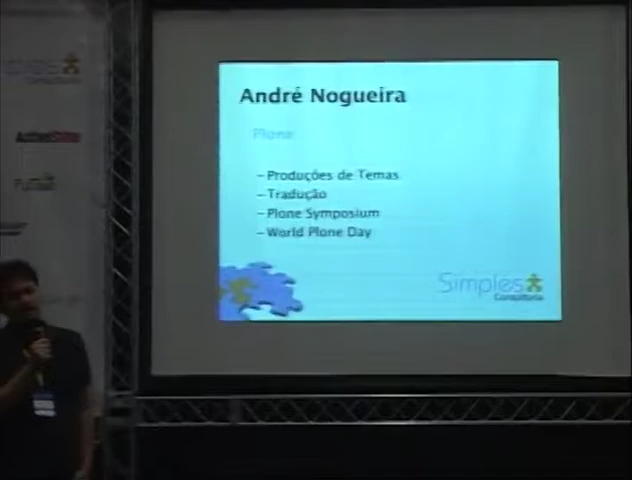 André Nogueira
Plone
– Produções de Temas
– Tradução
– Plone Symposium
– World Plone Day
Simples
Consultoria